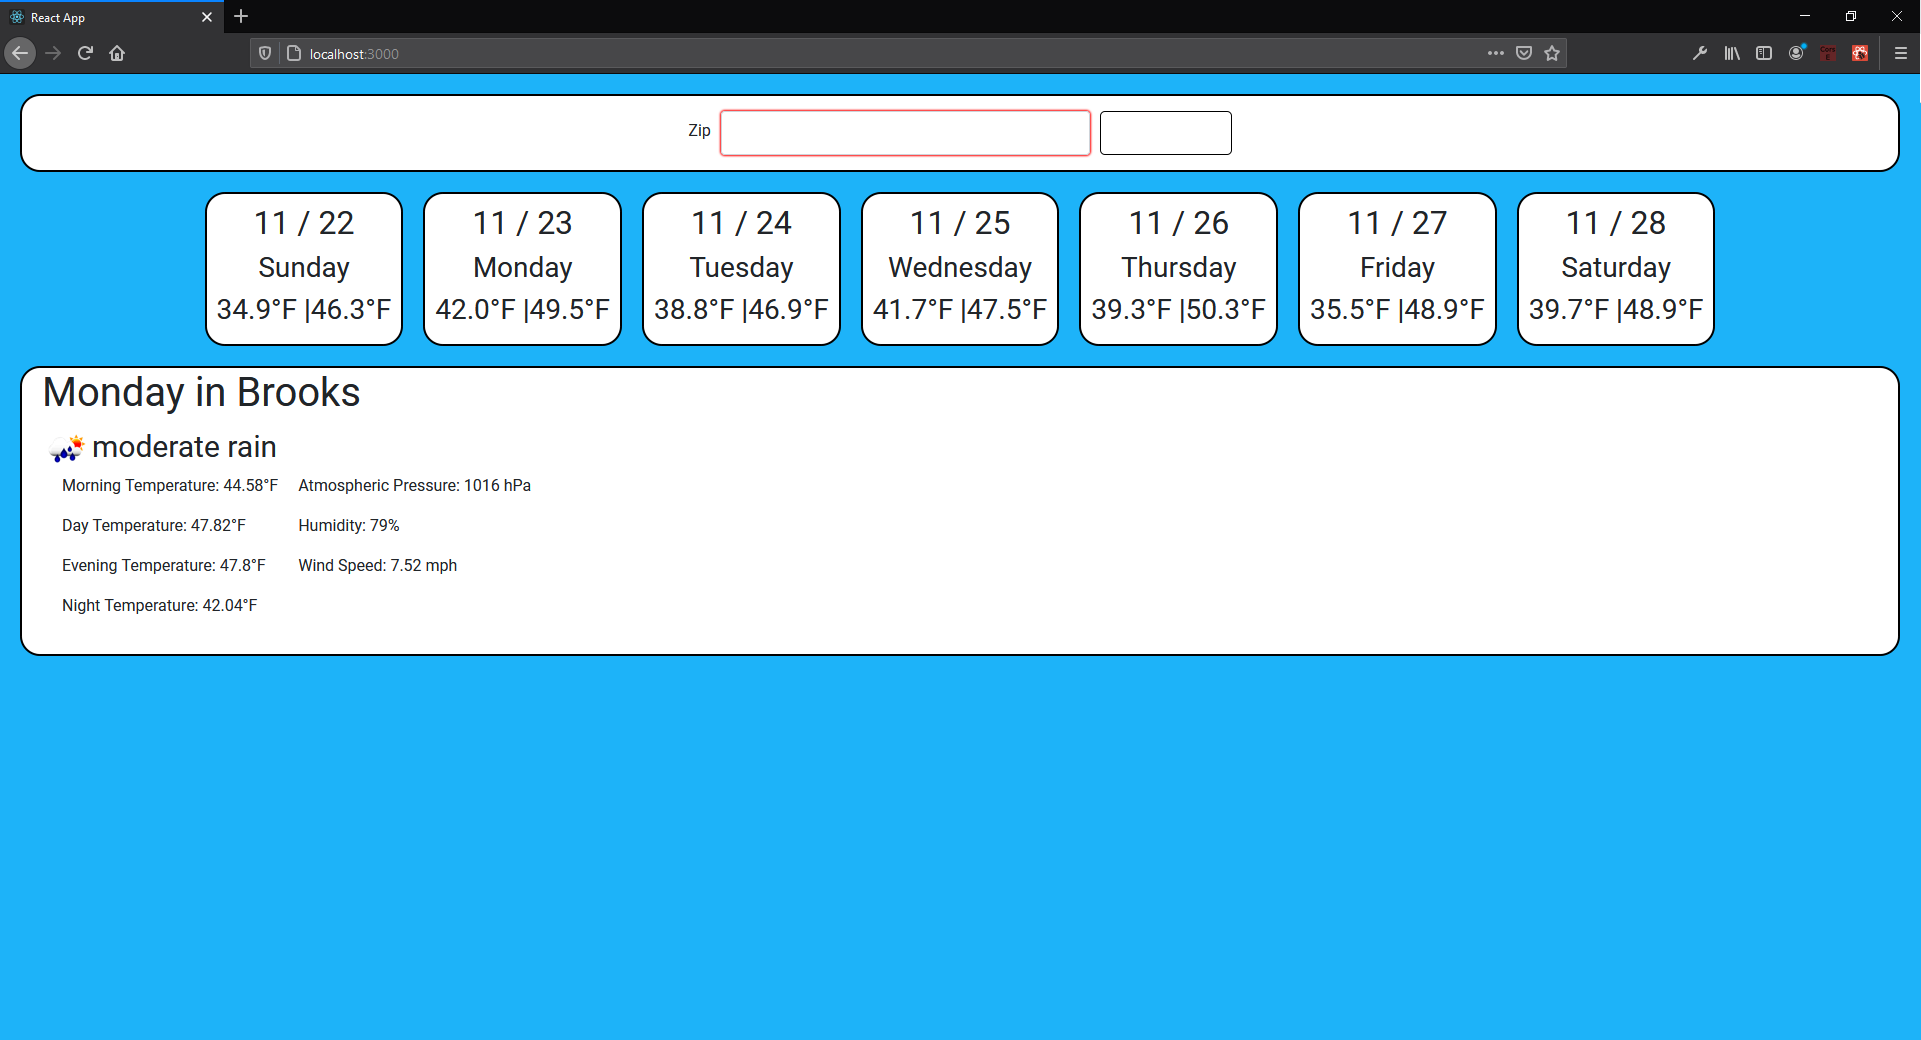 React App
localhost:3000
Zip
11 / 22
Sunday
34.9°F |46.3°F
11 / 23
Monday
42.0°F |49.5°F
11 / 24
Tuesday
38.8°F |46.9°F
11 / 25
Wednesday
41.7°F |47.5°F
11 / 26
Thursday
39.3°F |50.3°F
11 / 27
Friday
35.5°F |48.9°F
11 / 28
Saturday
39.7°F |48.9°F
Monday in Brooks
moderate rain
Morning Temperature: 44.58°F
Day Temperature: 47.82°F
Evening Temperature: 47.8°F
Night Temperature: 42.04°F
Atmospheric Pressure: 1016 hPa
Humidity: 79%
Wind Speed: 7.52 mph